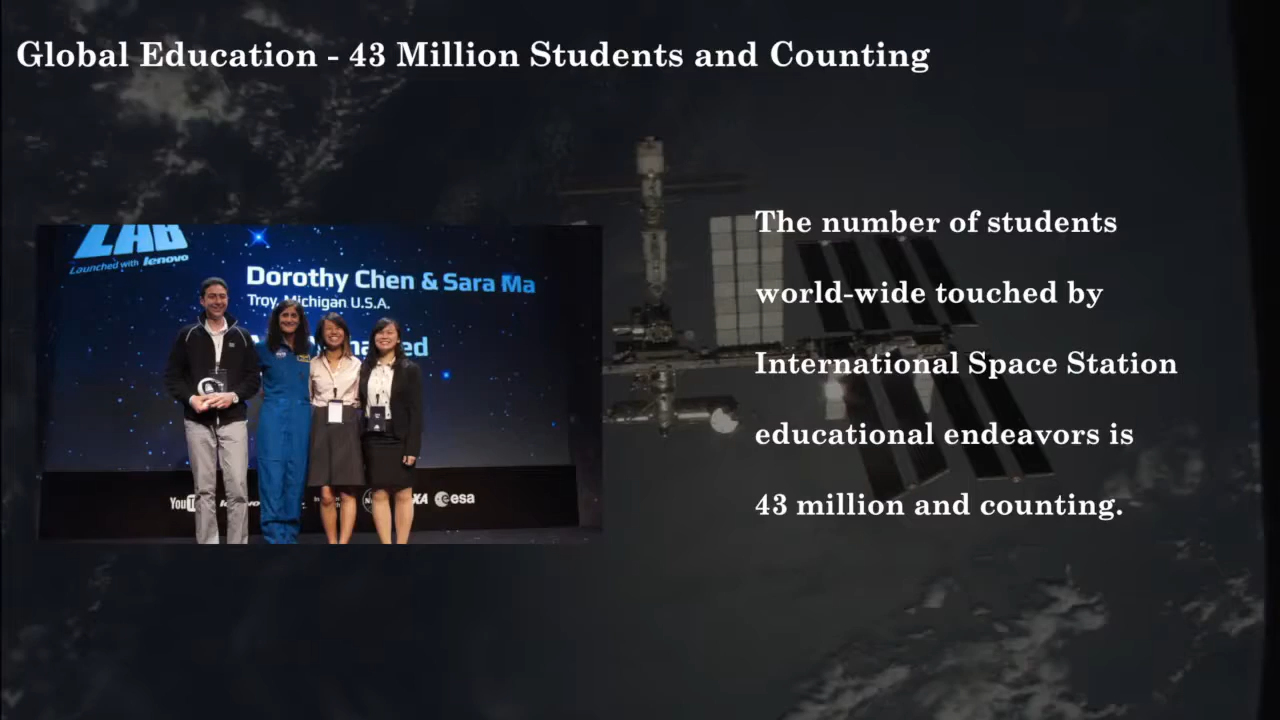 Global Education - 43 Million Students and Counting
LAB
Launched with lenovo
Dorothy Chen & Sara Ma
Troy, Michigan U.S.A.
The number of students
world-wide touched by
International Space Station
educational endeavors is
43 million and counting.
esa